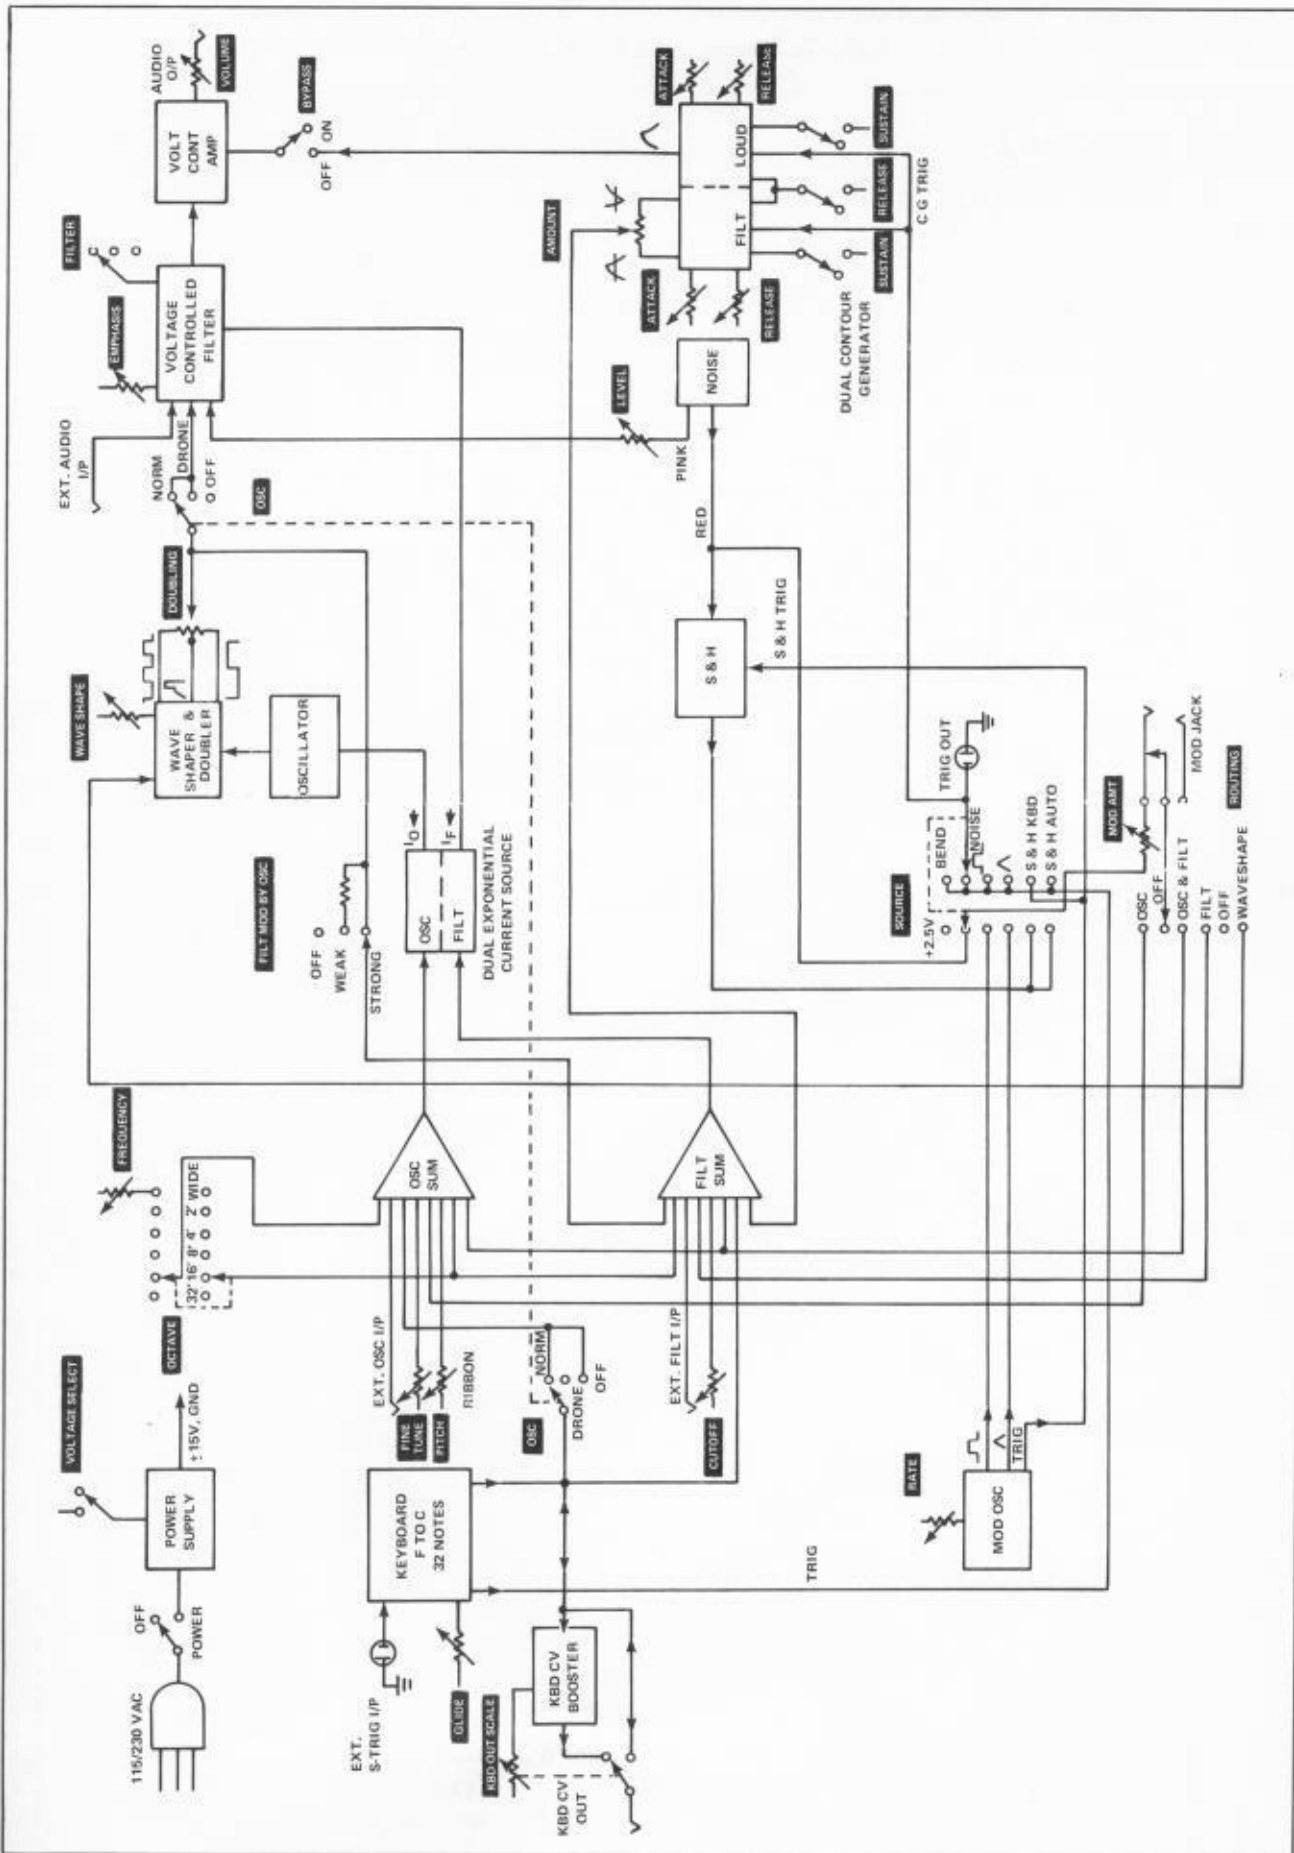 115/230 VAC
OFF
POWER
POWER
SUPPLY
VOLTAGE SELECT
±15V, GND
OCTAVE
32' 16' 8' 4' 2' WIDE
FREQUENCY
WAVE SHAPE
WAVE
SHAPER &
DOUBLER
DOUBLING
OSCILLATOR
EXT. AUDIO
I/P
NORM
DRONE
OFF
OSC
EMPHASIS
FILTER
VOLTAGE
CONTROLLED
FILTER
VOLT
CONT
AMP
AUDIO
O/P
VOLUME
BYPASS
OFF
ON
FILT MOD BY OSC
OFF
WEAK
STRONG
EXT.
S-TRIG I/P
KEYBOARD
F TO C
32 NOTES
GLIDE
EXT. OSC I/P
FINE
TUNE
PITCH
RIBBON
OSC
SUM
OSC
FILT
IO
IF
DUAL EXPONENTIAL
CURRENT SOURCE
KBD OUT SCALE
KBD CV
BOOSTER
KBD CV
OUT
OSC
NORM
DRONE
OFF
EXT. FILT I/P
CUTOFF
FILT
SUM
TRIG
LEVEL
PINK
NOISE
RED
S & H
S & H TRIG
AMOUNT
ATTACK
RELEASE
FILT
LOUD
ATTACK
RELEASE
SUSTAIN
RELEASE
SUSTAIN
C G TRIG
DUAL CONTOUR
GENERATOR
RATE
MOD OSC
TRIG
SOURCE
+2.5V
BEND
NOISE
S & H KBD
S & H AUTO
TRIG OUT
MOD AMT
OSC
OFF
OSC & FILT
FILT
OFF
WAVESHAPE
MOD JACK
ROUTING